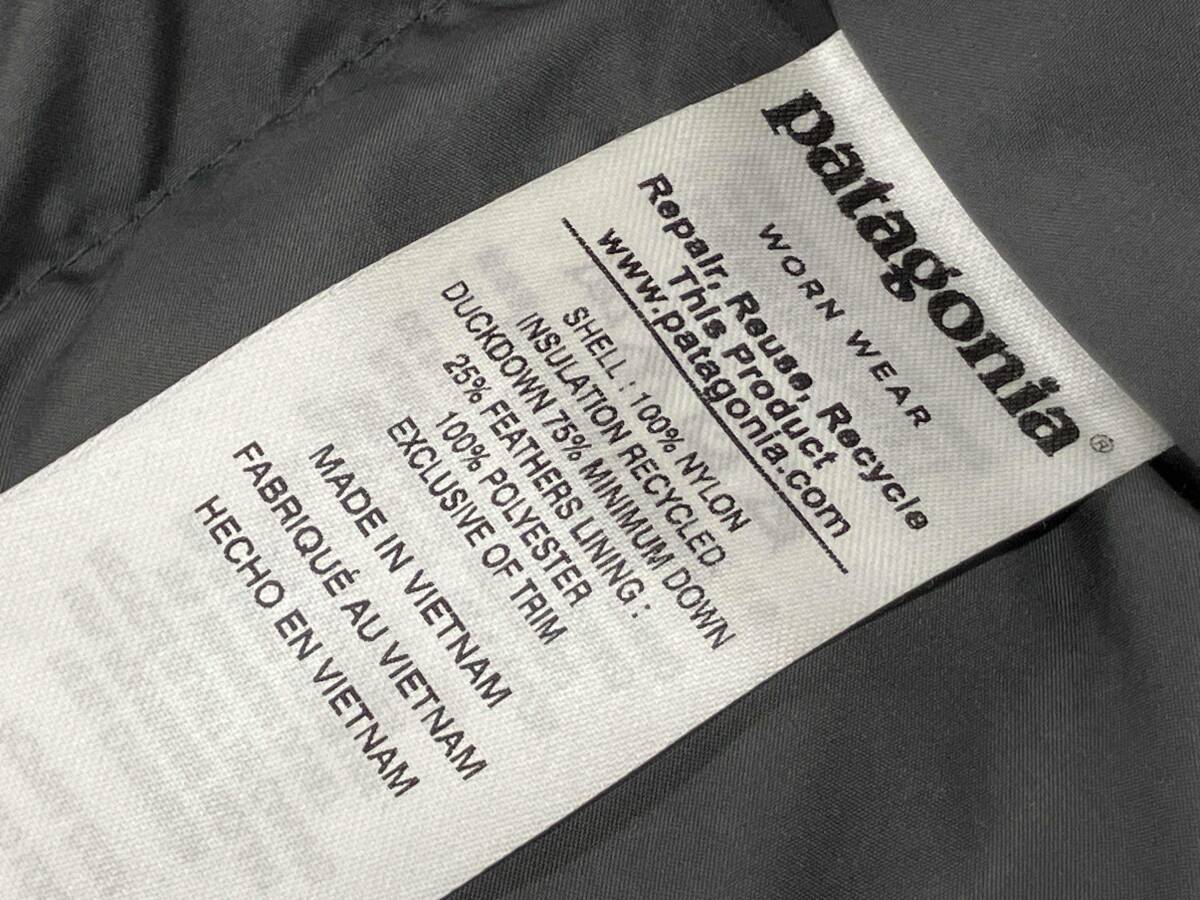 patagonia®
WORN WEAR
Repair, Reuse, Recycle
This Product
www.patagonia.com
SHELL : 100% NYLON
INSULATION RECYCLED
DUCKDOWN 75% MINIMUM DOWN
25% FEATHERS LINING :
100% POLYESTER
EXCLUSIVE OF TRIM
MADE IN VIETNAM
FABRIQUÉ AU VIETNAM
HECHO EN VIETNAM